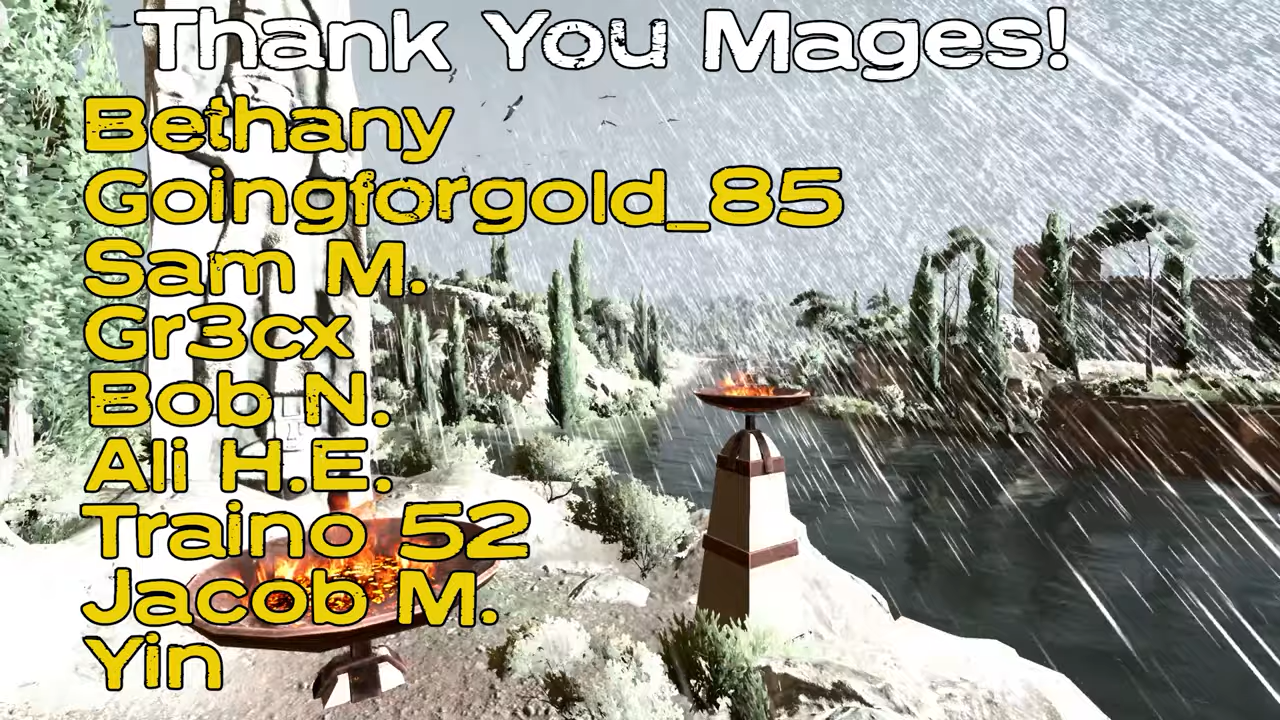 Thank You Mages!
Bethany
Goingforgold_85
Sam M.
Gr3cx
Bob N.
Ali H.E.
Traino 52
Jacob M.
Yin